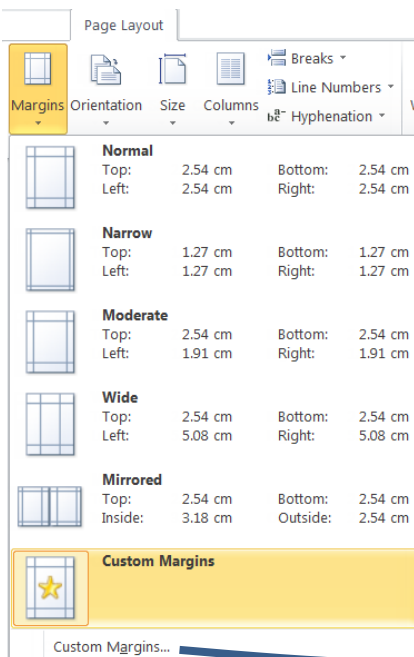 Page Layout
Breaks
Line Numbers
Margins Orientation Size Columns
Hyphenation
Normal
Top: 2.54 cm Bottom: 2.54 cm
Left: 2.54 cm Right: 2.54 cm
Narrow
Top: 1.27 cm Bottom: 1.27 cm
Left: 1.27 cm Right: 1.27 cm
Moderate
Top: 2.54 cm Bottom: 2.54 cm
Left: 1.91 cm Right: 1.91 cm
Wide
Top: 2.54 cm Bottom: 2.54 cm
Left: 5.08 cm Right: 5.08 cm
Mirrored
Top: 2.54 cm Bottom: 2.54 cm
Inside: 3.18 cm Outside: 2.54 cm
Custom Margins
Custom Margins...